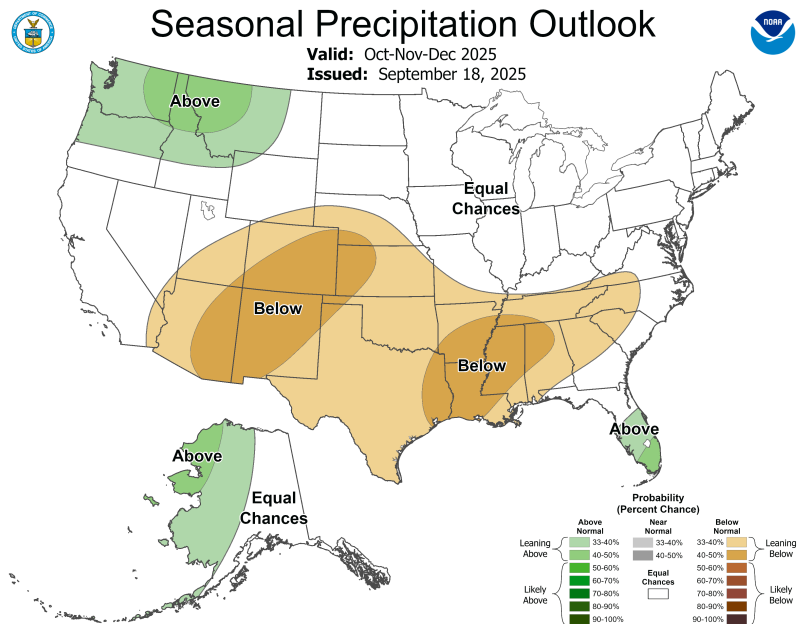 Seasonal Precipitation Outlook
Valid: Oct-Nov-Dec 2025
Issued: September 18, 2025
NOAA
Above
Equal
Chances
Below
Below
Above
Above
Equal
Chances
Probability
(Percent Chance)
Above
Normal
Near
Normal
Below
Normal
Leaning
Above
33-40%
40-50%
50-60%
60-70%
70-80%
80-90%
90-100%
Likely
Above
33-40%
40-50%
Equal
Chances
33-40%
40-50%
50-60%
60-70%
70-80%
80-90%
90-100%
Leaning
Below
Likely
Below